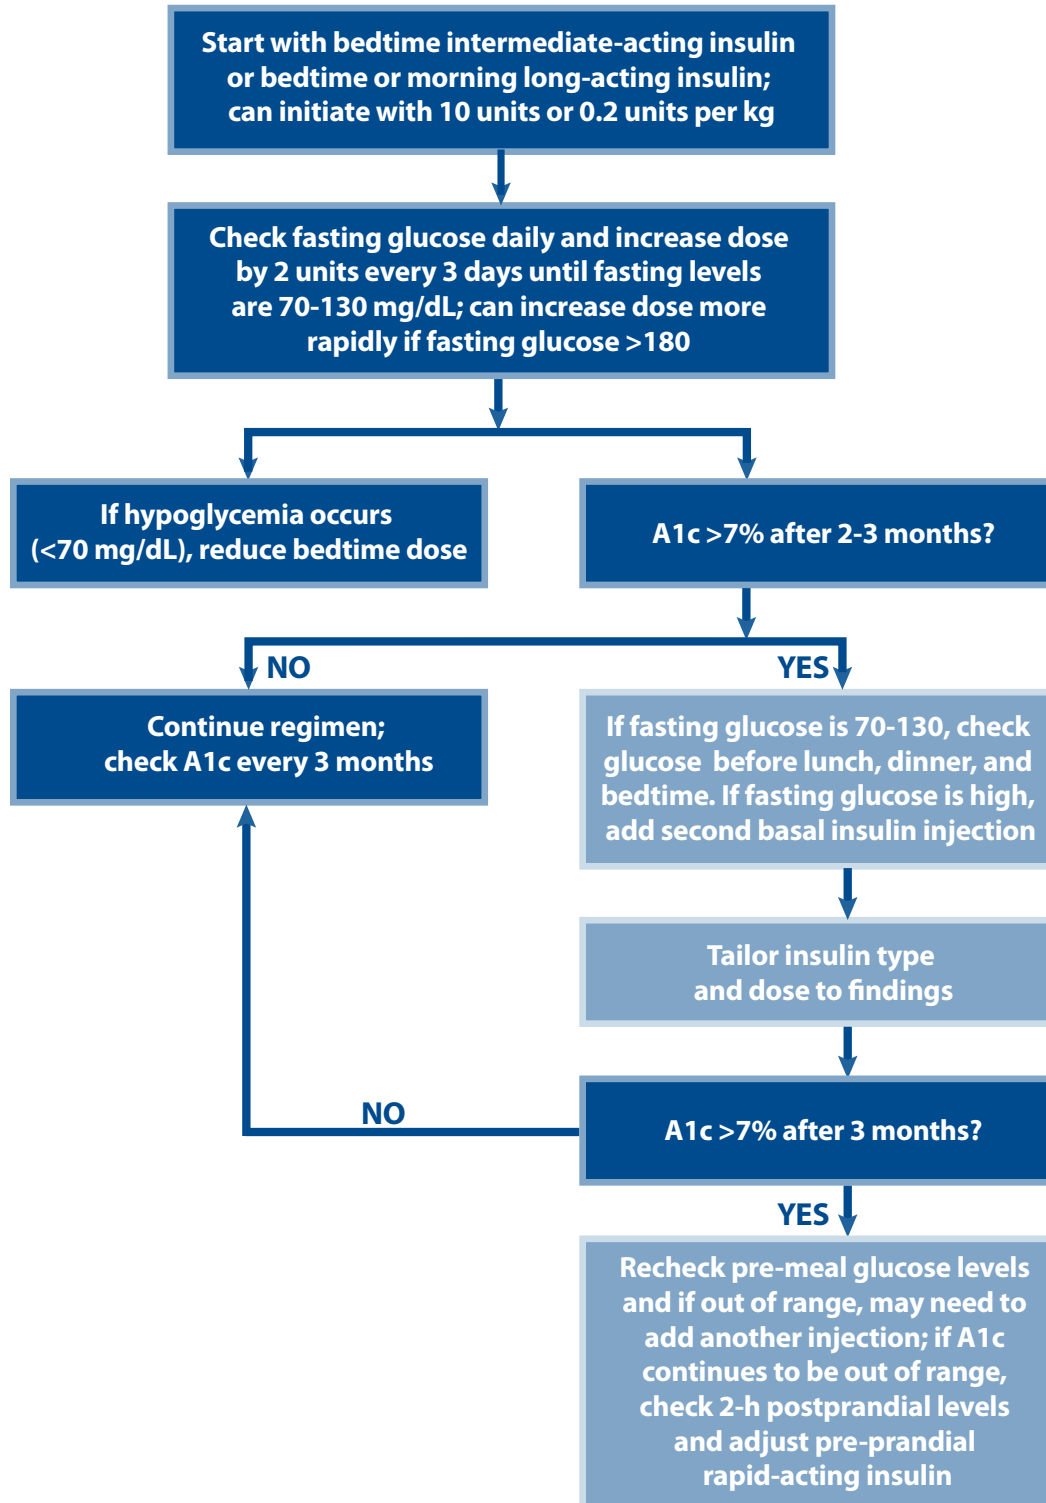 Start with bedtime intermediate-acting insulin
or bedtime or morning long-acting insulin;
can initiate with 10 units or 0.2 units per kg
Check fasting glucose daily and increase dose
by 2 units every 3 days until fasting levels
are 70-130 mg/dL; can increase dose more
rapidly if fasting glucose >180
If hypoglycemia occurs
(<70 mg/dL), reduce bedtime dose
A1c >7% after 2-3 months?
NO
YES
Continue regimen;
check A1c every 3 months
If fasting glucose is 70-130, check
glucose before lunch, dinner, and
bedtime. If fasting glucose is high,
add second basal insulin injection
Tailor insulin type
and dose to findings
NO
A1c >7% after 3 months?
YES
Recheck pre-meal glucose levels
and if out of range, may need to
add another injection; if A1c
continues to be out of range,
check 2-h postprandial levels
and adjust pre-prandial
rapid-acting insulin